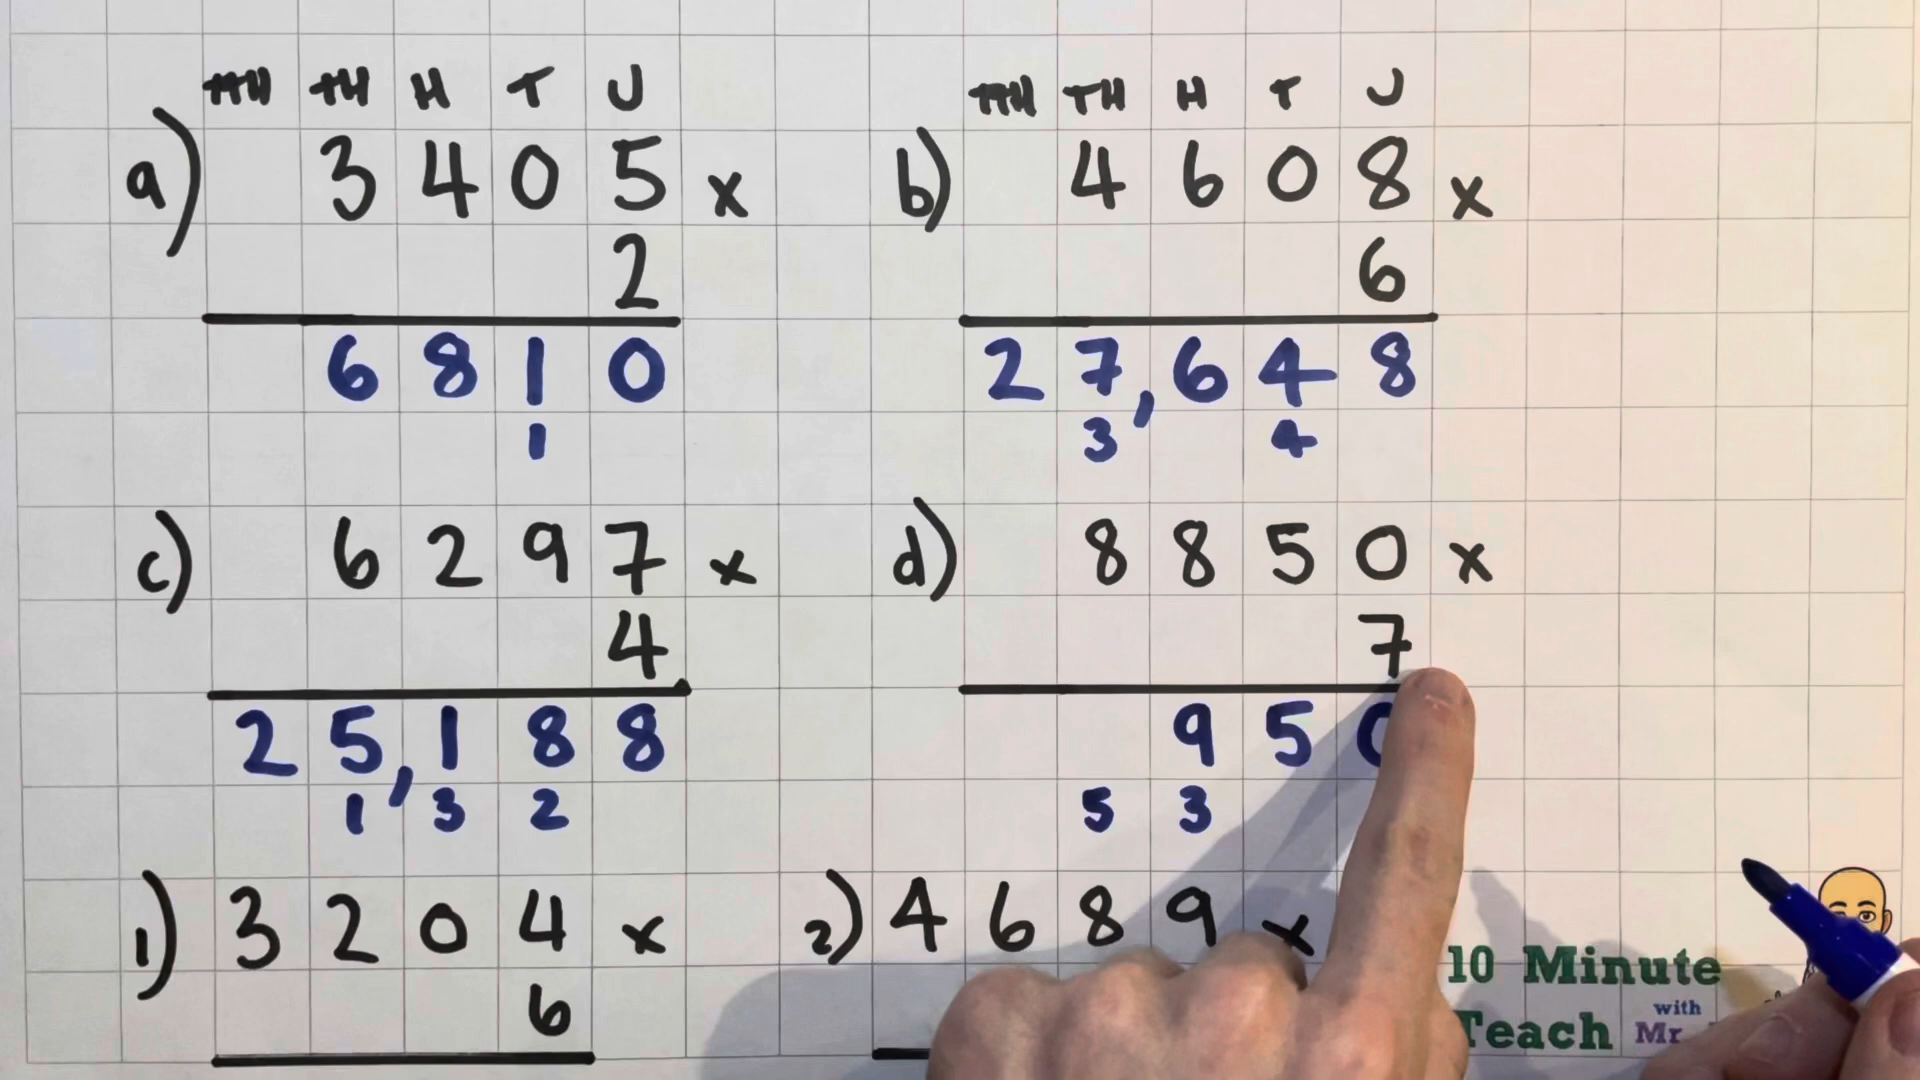 TTH TH H T U
a) 3 4 0 5 x
2
6 8 1 0
1
TTH TH H T U
b) 4 6 0 8 x
6
2 7, 6 4 8
3 4
c) 6 2 9 7 x
4
2 5, 1 8 8
1 3 2
d) 8 8 5 0 x
7
9 5 0
5 3
1) 3 2 0 4 x
6
2) 4 6 8 9 x
10 Minute
with
Teach Mr.